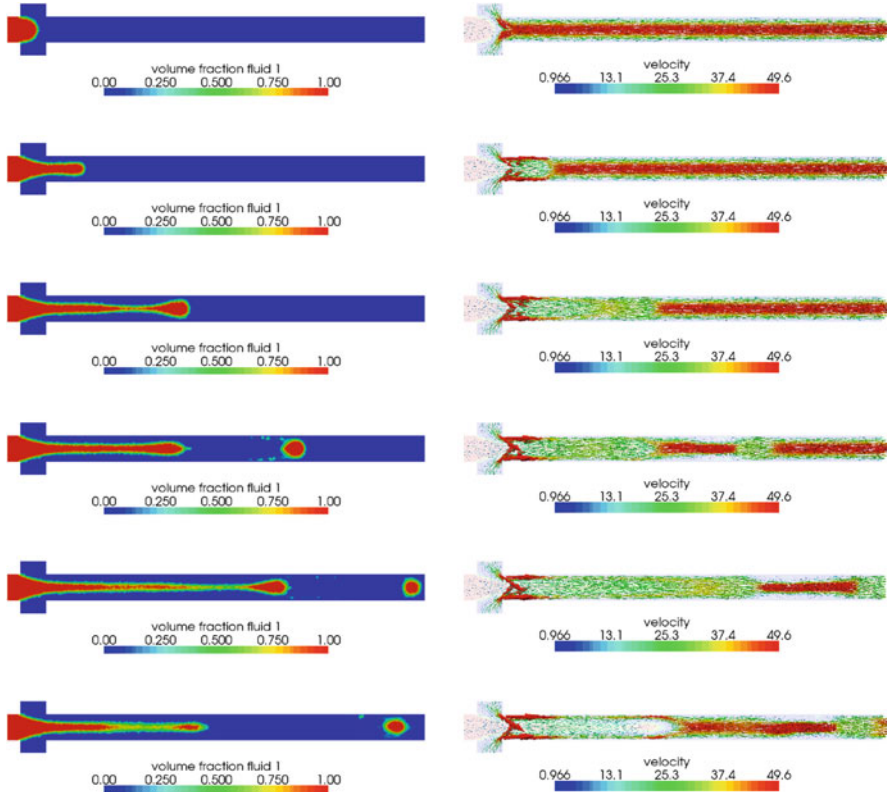 volume fraction fluid 1
0.00 0.250 0.500 0.750 1.00
velocity
0.966 13.1 25.3 37.4 49.6
volume fraction fluid 1
0.00 0.250 0.500 0.750 1.00
velocity
0.966 13.1 25.3 37.4 49.6
volume fraction fluid 1
0.00 0.250 0.500 0.750 1.00
velocity
0.966 13.1 25.3 37.4 49.6
volume fraction fluid 1
0.00 0.250 0.500 0.750 1.00
velocity
0.966 13.1 25.3 37.4 49.6
volume fraction fluid 1
0.00 0.250 0.500 0.750 1.00
velocity
0.966 13.1 25.3 37.4 49.6
volume fraction fluid 1
0.00 0.250 0.500 0.750 1.00
velocity
0.966 13.1 25.3 37.4 49.6